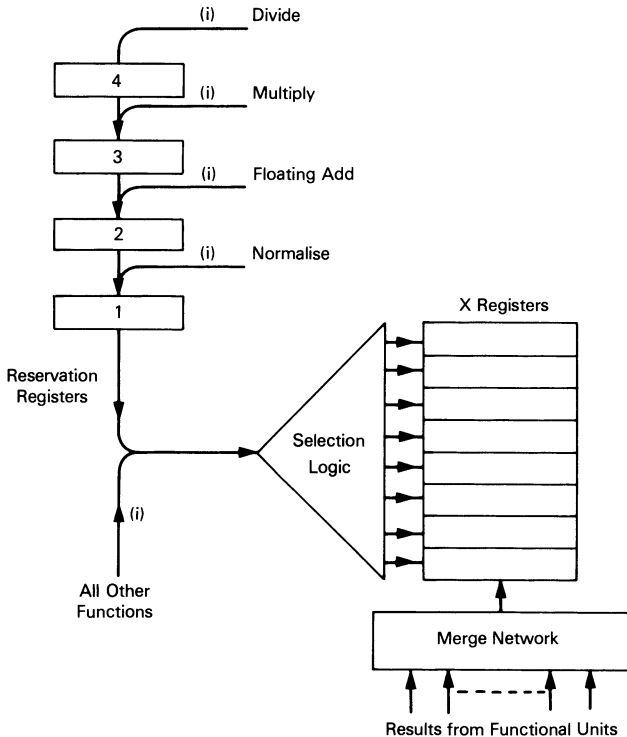 (i) Divide
4
(i) Multiply
3
(i) Floating Add
2
(i) Normalise
1
X Registers
Reservation
Registers
Selection
Logic
(i)
All Other
Functions
Merge Network
Results from Functional Units